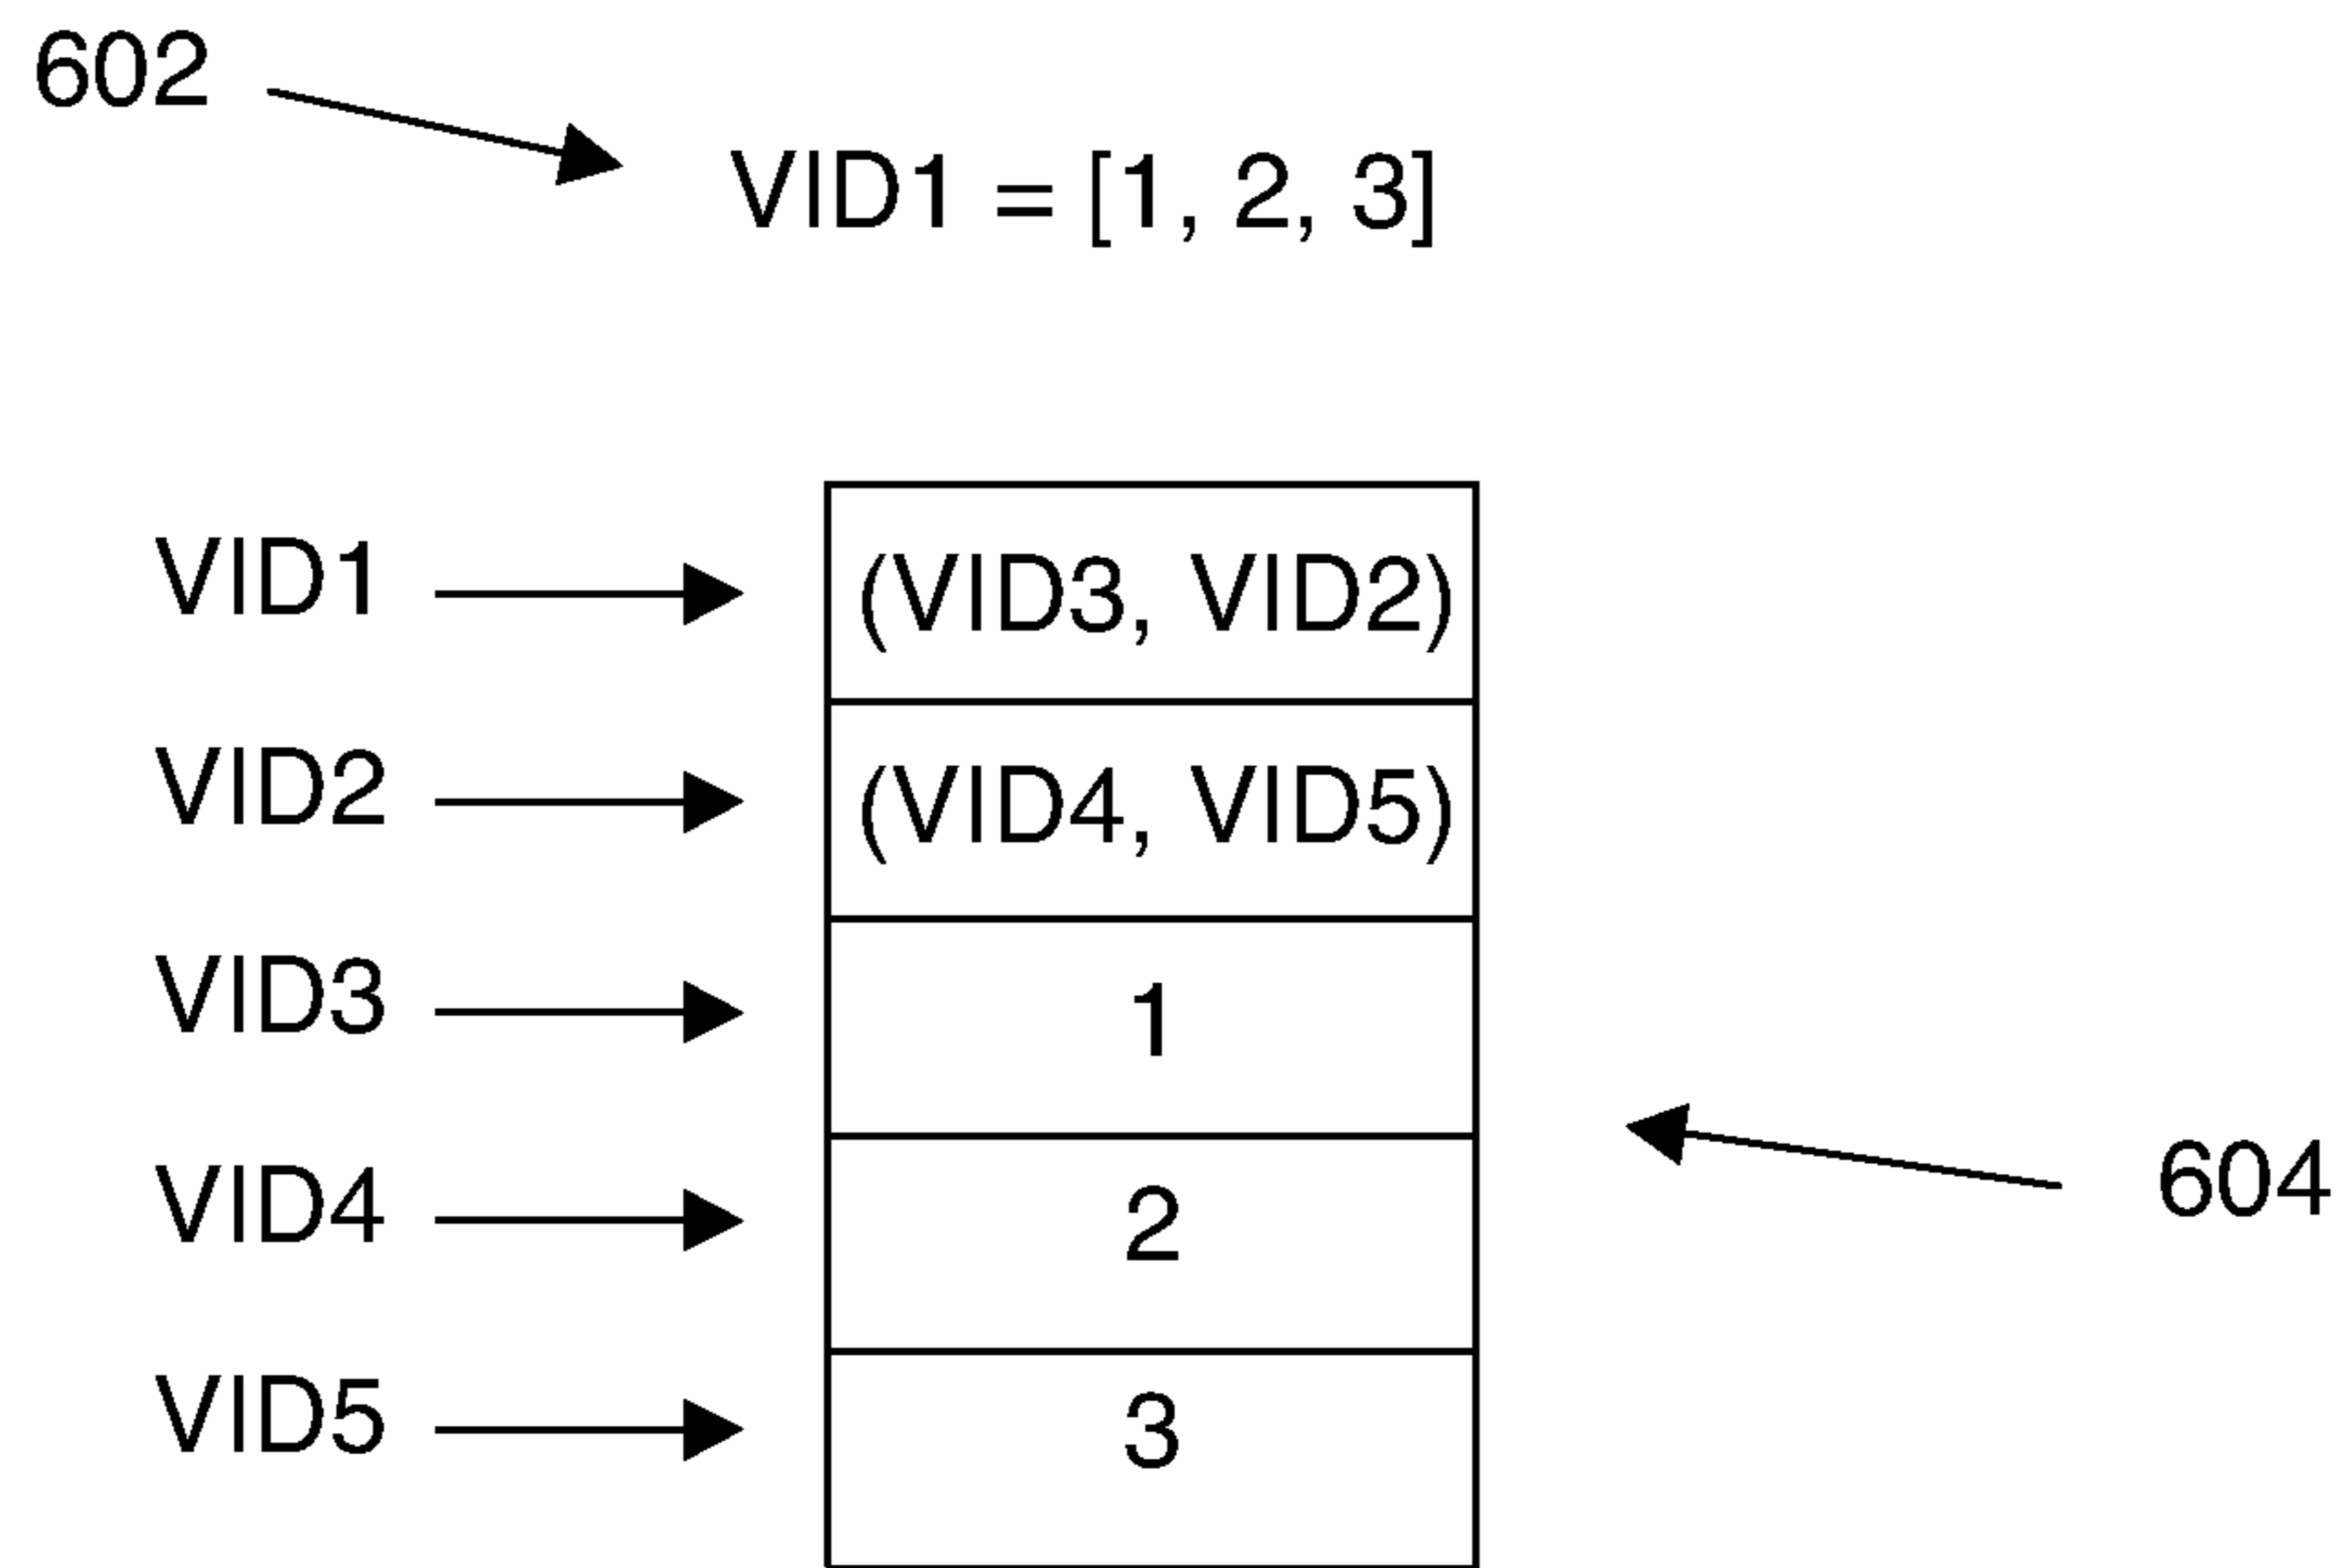 602
VID1 = [1, 2, 3]
VID1 (VID3, VID2)
VID2 (VID4, VID5)
VID3 1
VID4 2
604
VID5 3